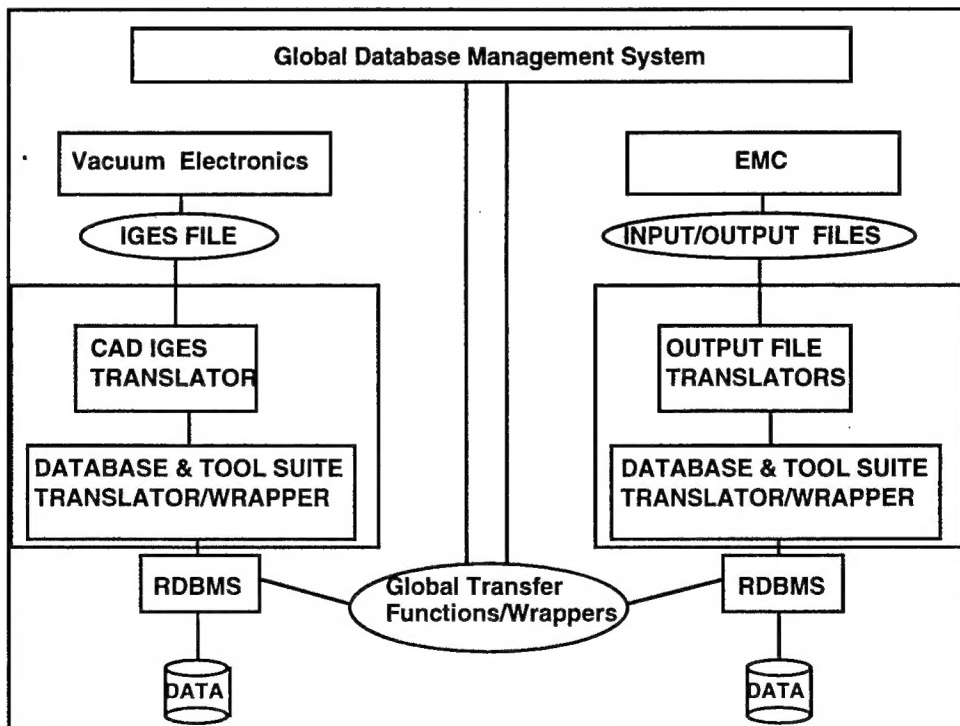 Global Database Management System
Vacuum Electronics
EMC
IGES FILE
INPUT/OUTPUT FILES
CAD IGES
TRANSLATOR
OUTPUT FILE
TRANSLATORS
DATABASE & TOOL SUITE
TRANSLATOR/WRAPPER
DATABASE & TOOL SUITE
TRANSLATOR/WRAPPER
RDBMS
Global Transfer
Functions/Wrappers
RDBMS
DATA
DATA